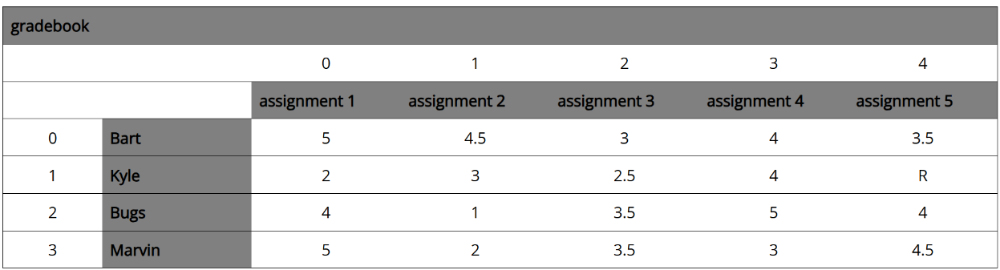 gradebook
0 1 2 3 4
assignment 1 assignment 2 assignment 3 assignment 4 assignment 5
0 Bart 5 4.5 3 4 3.5
1 Kyle 2 3 2.5 4 R
2 Bugs 4 1 3.5 5 4
3 Marvin 5 2 3.5 3 4.5